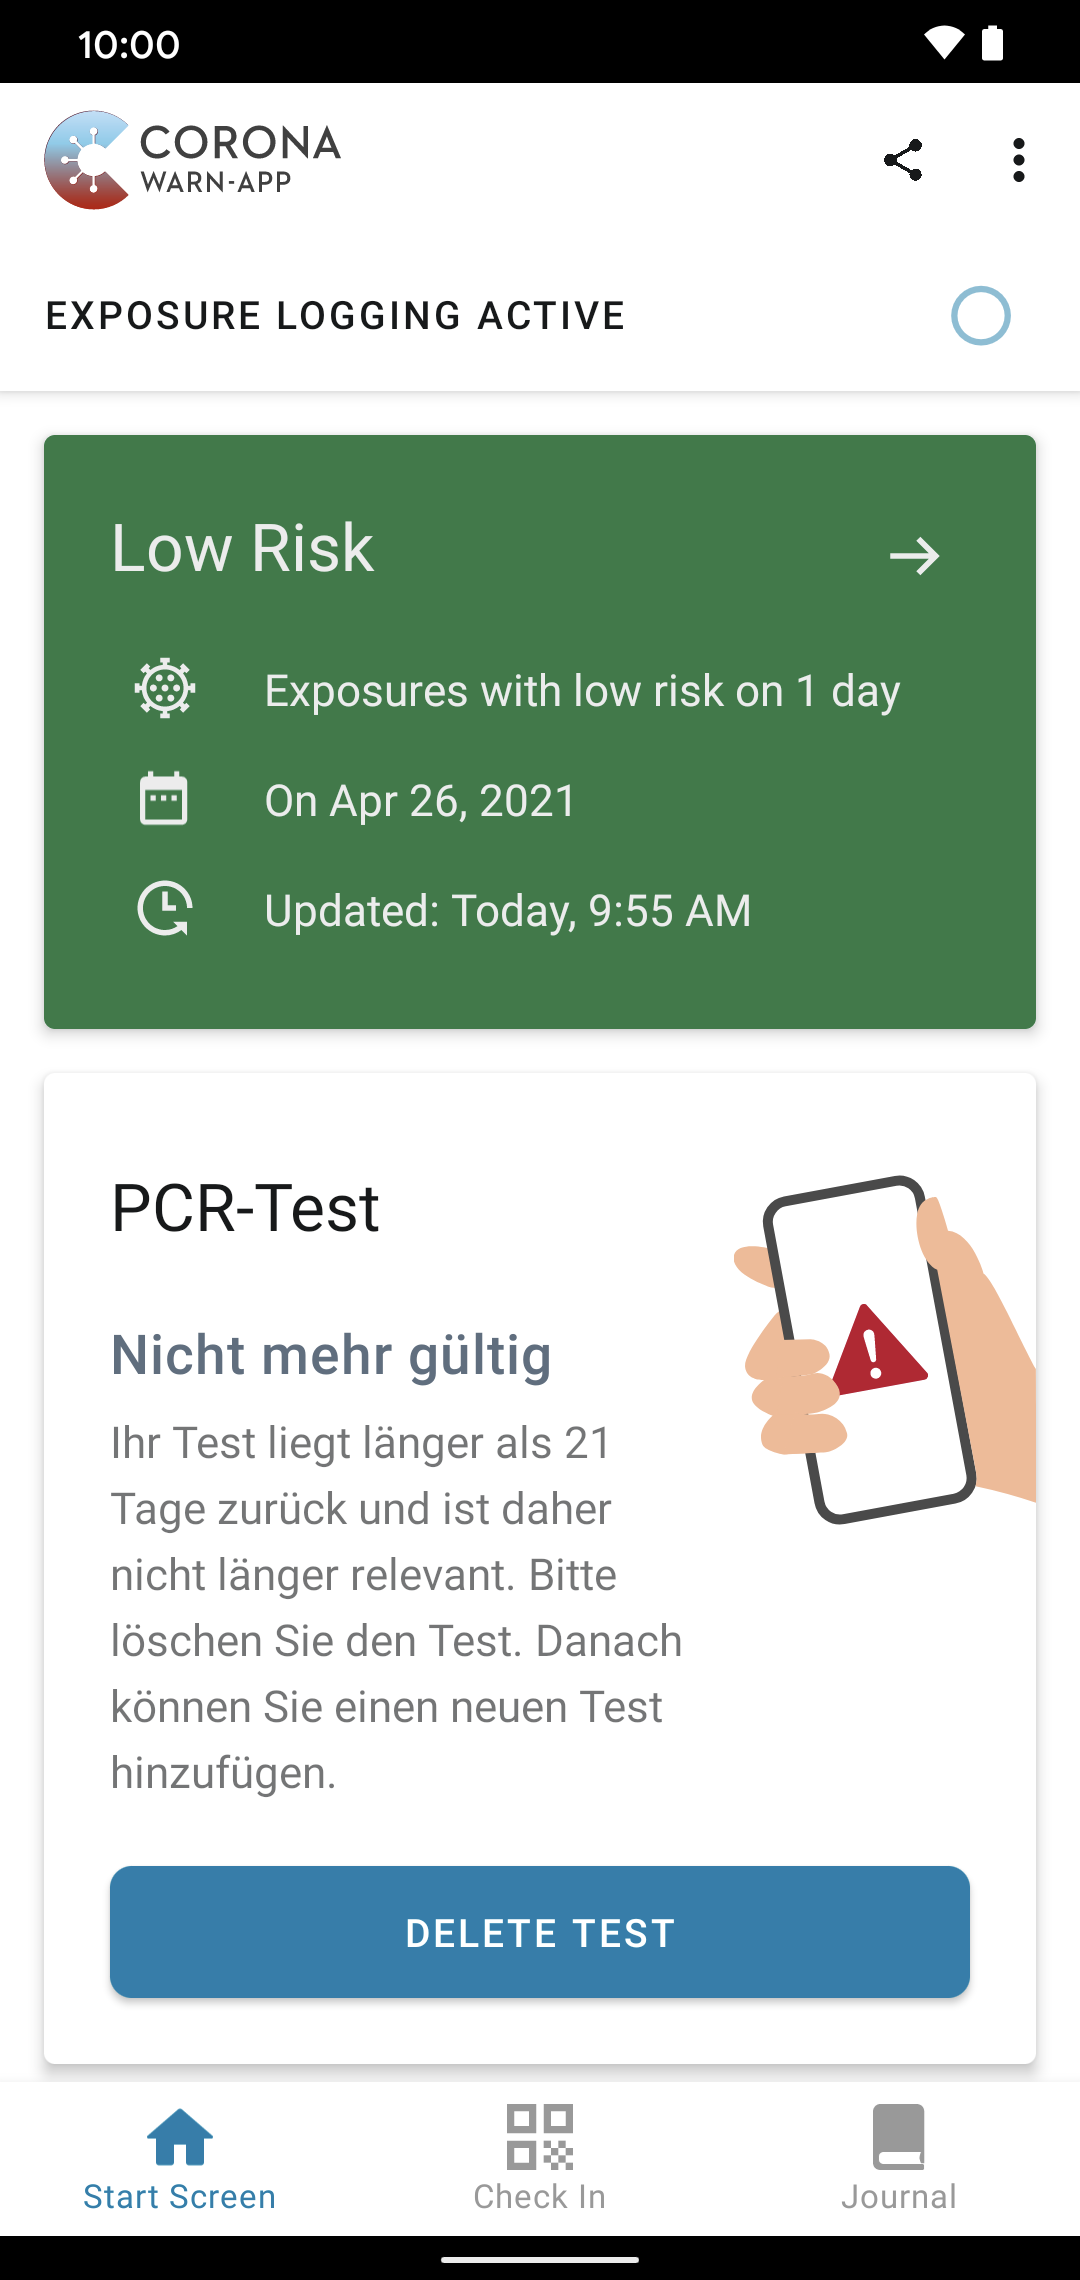 10:00
CORONA
WARN-APP
EXPOSURE LOGGING ACTIVE
Low Risk
Exposures with low risk on 1 day
On Apr 26, 2021
Updated: Today, 9:55 AM
PCR-Test
Nicht mehr gültig
Ihr Test liegt länger als 21
Tage zurück und ist daher
nicht länger relevant. Bitte
löschen Sie den Test. Danach
können Sie einen neuen Test
hinzufügen.
DELETE TEST
Start Screen
Check In
Journal